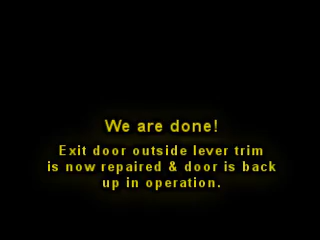 We are done!
Exit door outside lever trim
is now repaired & door is back
up in operation.